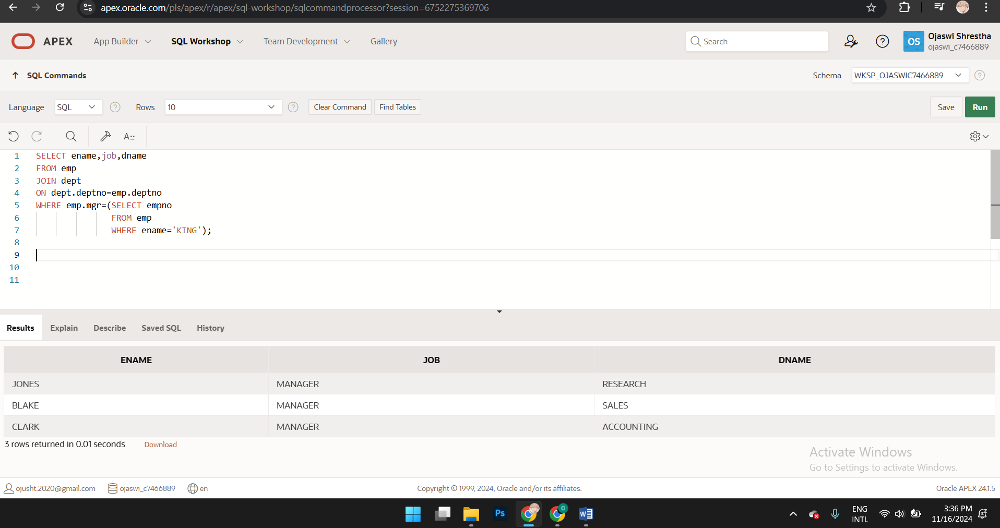 apex.oracle.com/pls/apex/r/apex/sql-workshop/sqlcommandprocessor?session=6752275369706
APEX App Builder SQL Workshop Team Development Gallery Search OS Ojaswi Shrestha
ojaswi_c7466889
SQL Commands Schema WKSP_OJASWIC7466889
Language SQL Rows 10 Clear Command Find Tables Save Run
1 SELECT ename,job,dname
2 FROM emp
3 JOIN dept
4 ON dept.deptno=emp.deptno
5 WHERE emp.mgr=(SELECT empno
6 FROM emp
7 WHERE ename='KING');
8
9
10
11
Results Explain Describe Saved SQL History
ENAME JOB DNAME
JONES MANAGER RESEARCH
BLAKE MANAGER SALES
CLARK MANAGER ACCOUNTING
3 rows returned in 0.01 seconds Download
Activate Windows
Go to Settings to activate Windows.
ojusht.2020@gmail.com ojaswi_c7466889 en Copyright © 1999, 2024, Oracle and/or its affiliates. Oracle APEX 24.1.5
Ps O W ENG INTL 3:36 PM
11/16/2024